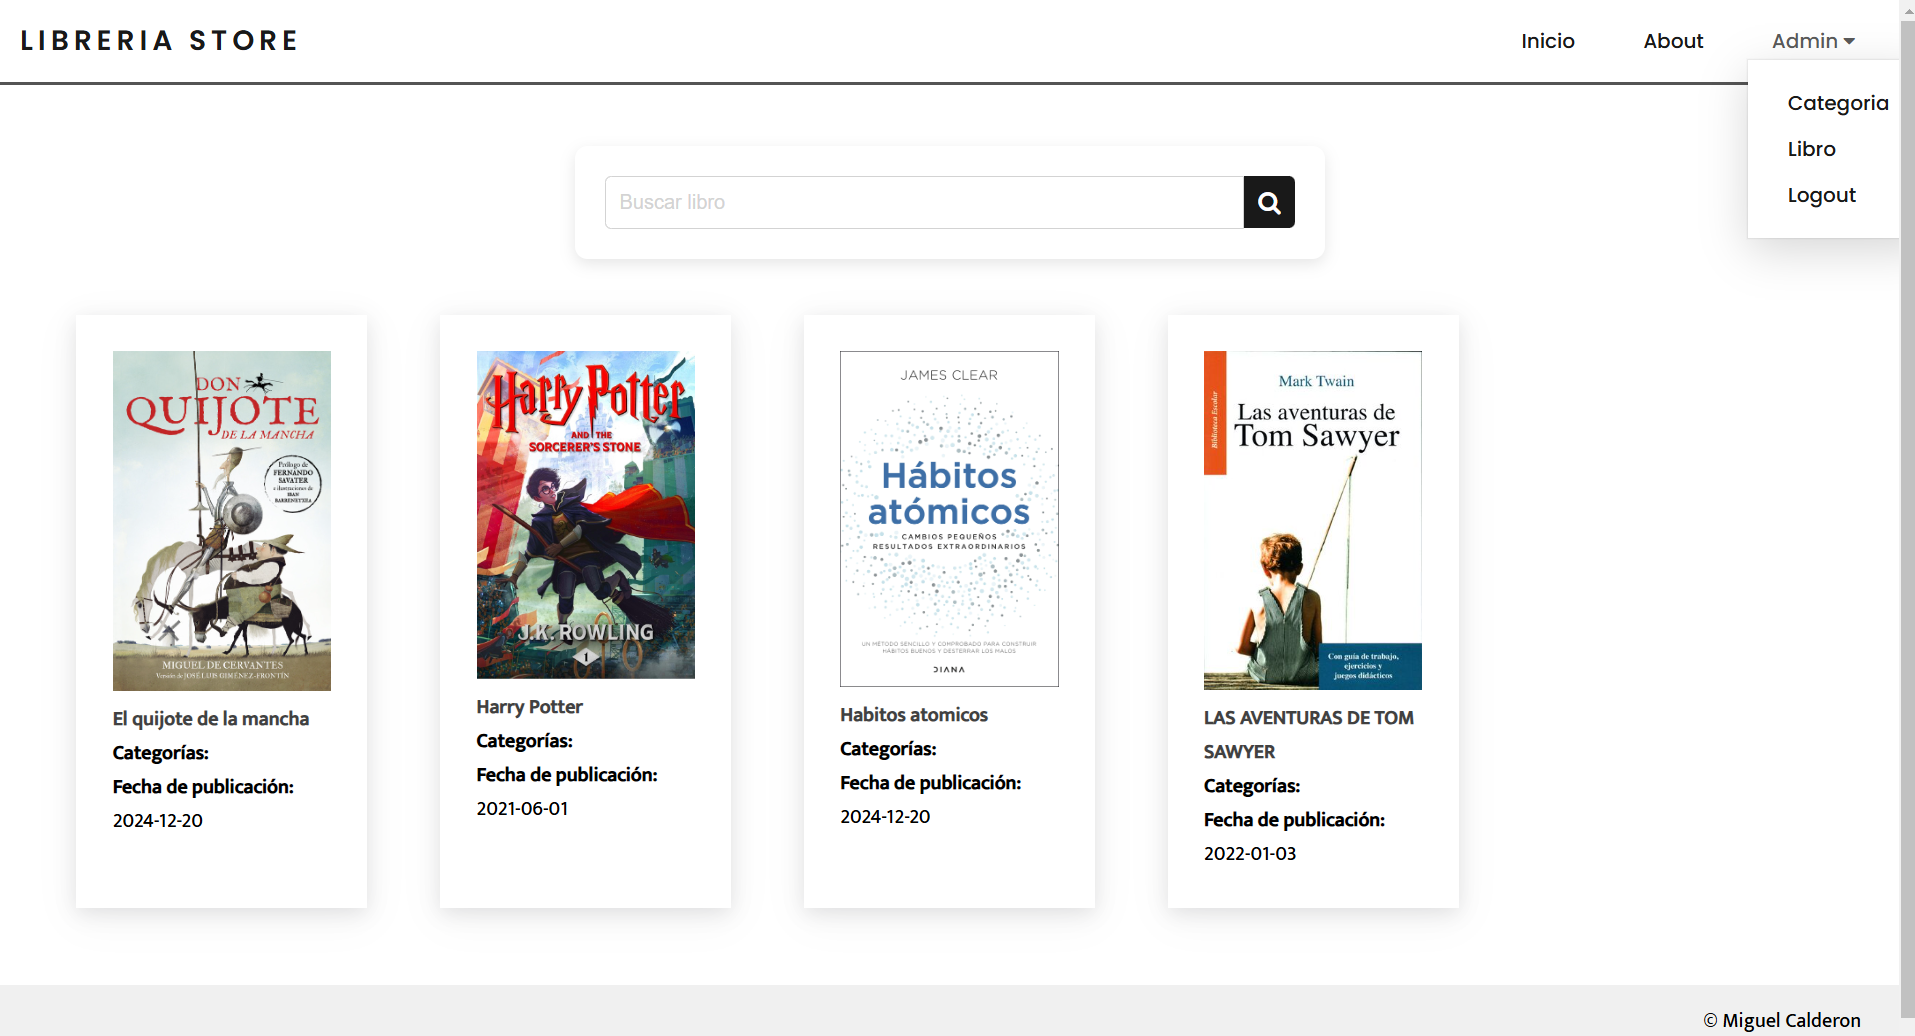 LIBRERIA STORE
Inicio
About
Admin
Categoria
Libro
Logout
Buscar libro
DON
QUIJOTE
DE LA MANCHA
Prólogo de
FERNANDO
SAVATER
e ilustraciones de
IBAN
BARRENETXEA
MIGUEL DE CERVANTES
Versión de JOSÉ LUIS GIMÉNEZ-FRONTÍN
El quijote de la mancha
Categorías:
Fecha de publicación:
2024-12-20
Harry Potter
AND THE
SORCERER'S STONE
J.K. ROWLING
1
Harry Potter
Categorías:
Fecha de publicación:
2021-06-01
JAMES CLEAR
Hábitos
atómicos
CAMBIOS PEQUEÑOS
RESULTADOS EXTRAORDINARIOS
UN MÉTODO SENCILLO Y COMPROBADO PARA CONSTRUIR
HÁBITOS BUENOS Y DESTERRAR LOS MALOS
DIANA
Habitos atomicos
Categorías:
Fecha de publicación:
2024-12-20
Biblioteca Escolar
Mark Twain
Las aventuras de
Tom Sawyer
Con guía de trabajo,
ejercicios y
juegos didácticos
LAS AVENTURAS DE TOM
SAWYER
Categorías:
Fecha de publicación:
2022-01-03
© Miguel Calderon